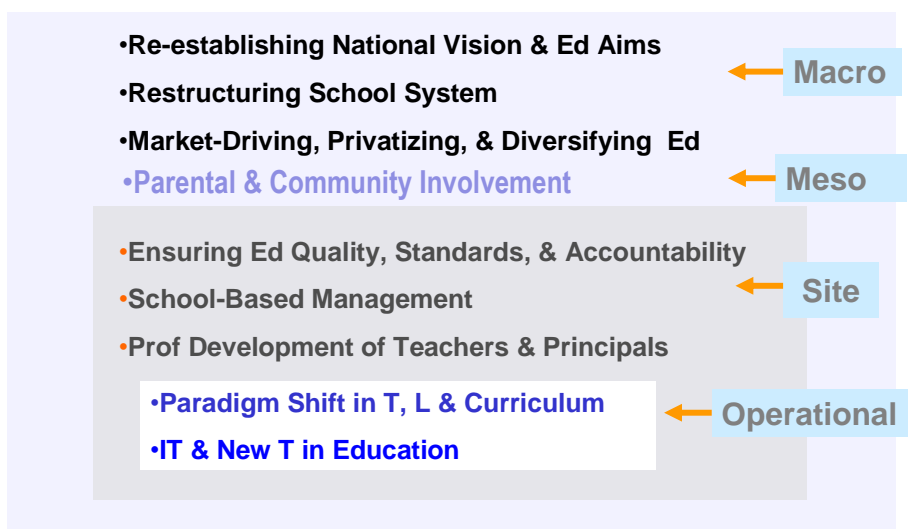 •Re-establishing National Vision & Ed Aims
Macro
•Restructuring School System
•Market-Driving, Privatizing, & Diversifying Ed
•Parental & Community Involvement
Meso
•Ensuring Ed Quality, Standards, & Accountability
Site
•School-Based Management
•Prof Development of Teachers & Principals
•Paradigm Shift in T, L & Curriculum
Operational
•IT & New T in Education